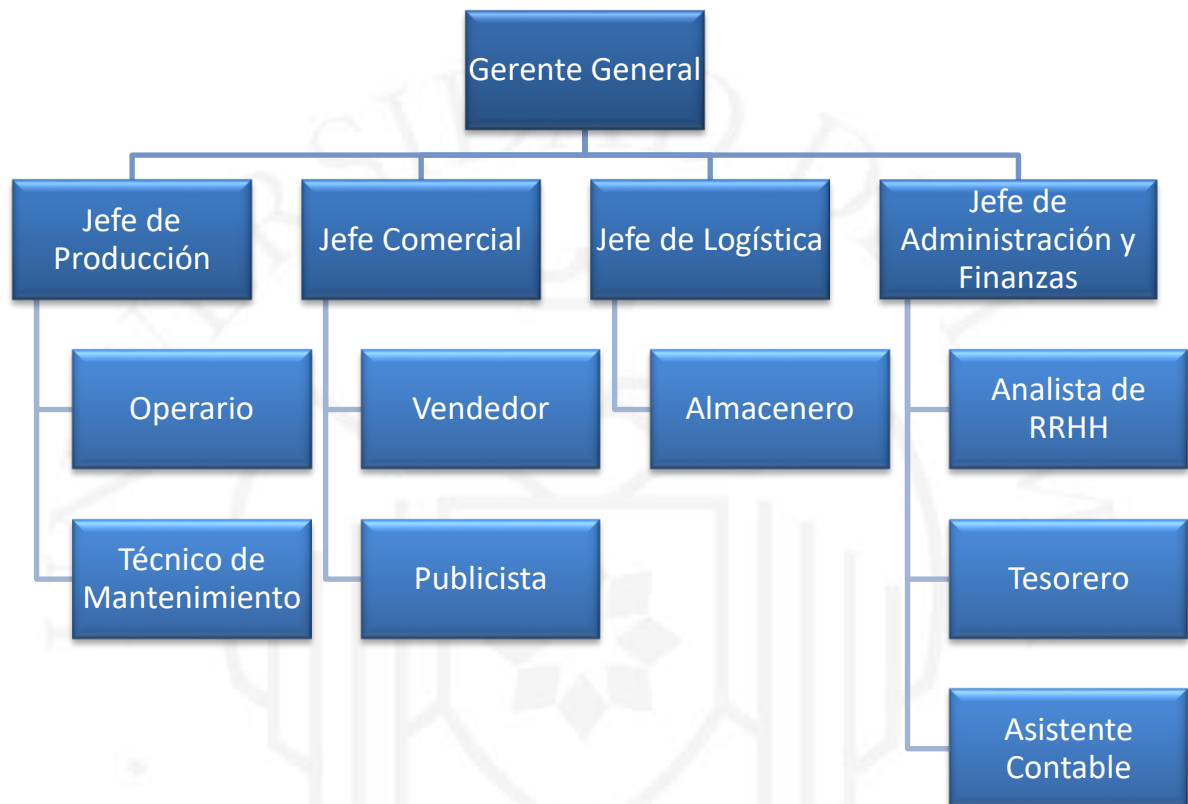 Gerente General
Jefe de
Producción
Jefe Comercial
Jefe de Logística
Jefe de
Administración y
Finanzas
Operario
Vendedor
Almacenero
Analista de
RRHH
Técnico de
Mantenimiento
Publicista
Tesorero
Asistente
Contable